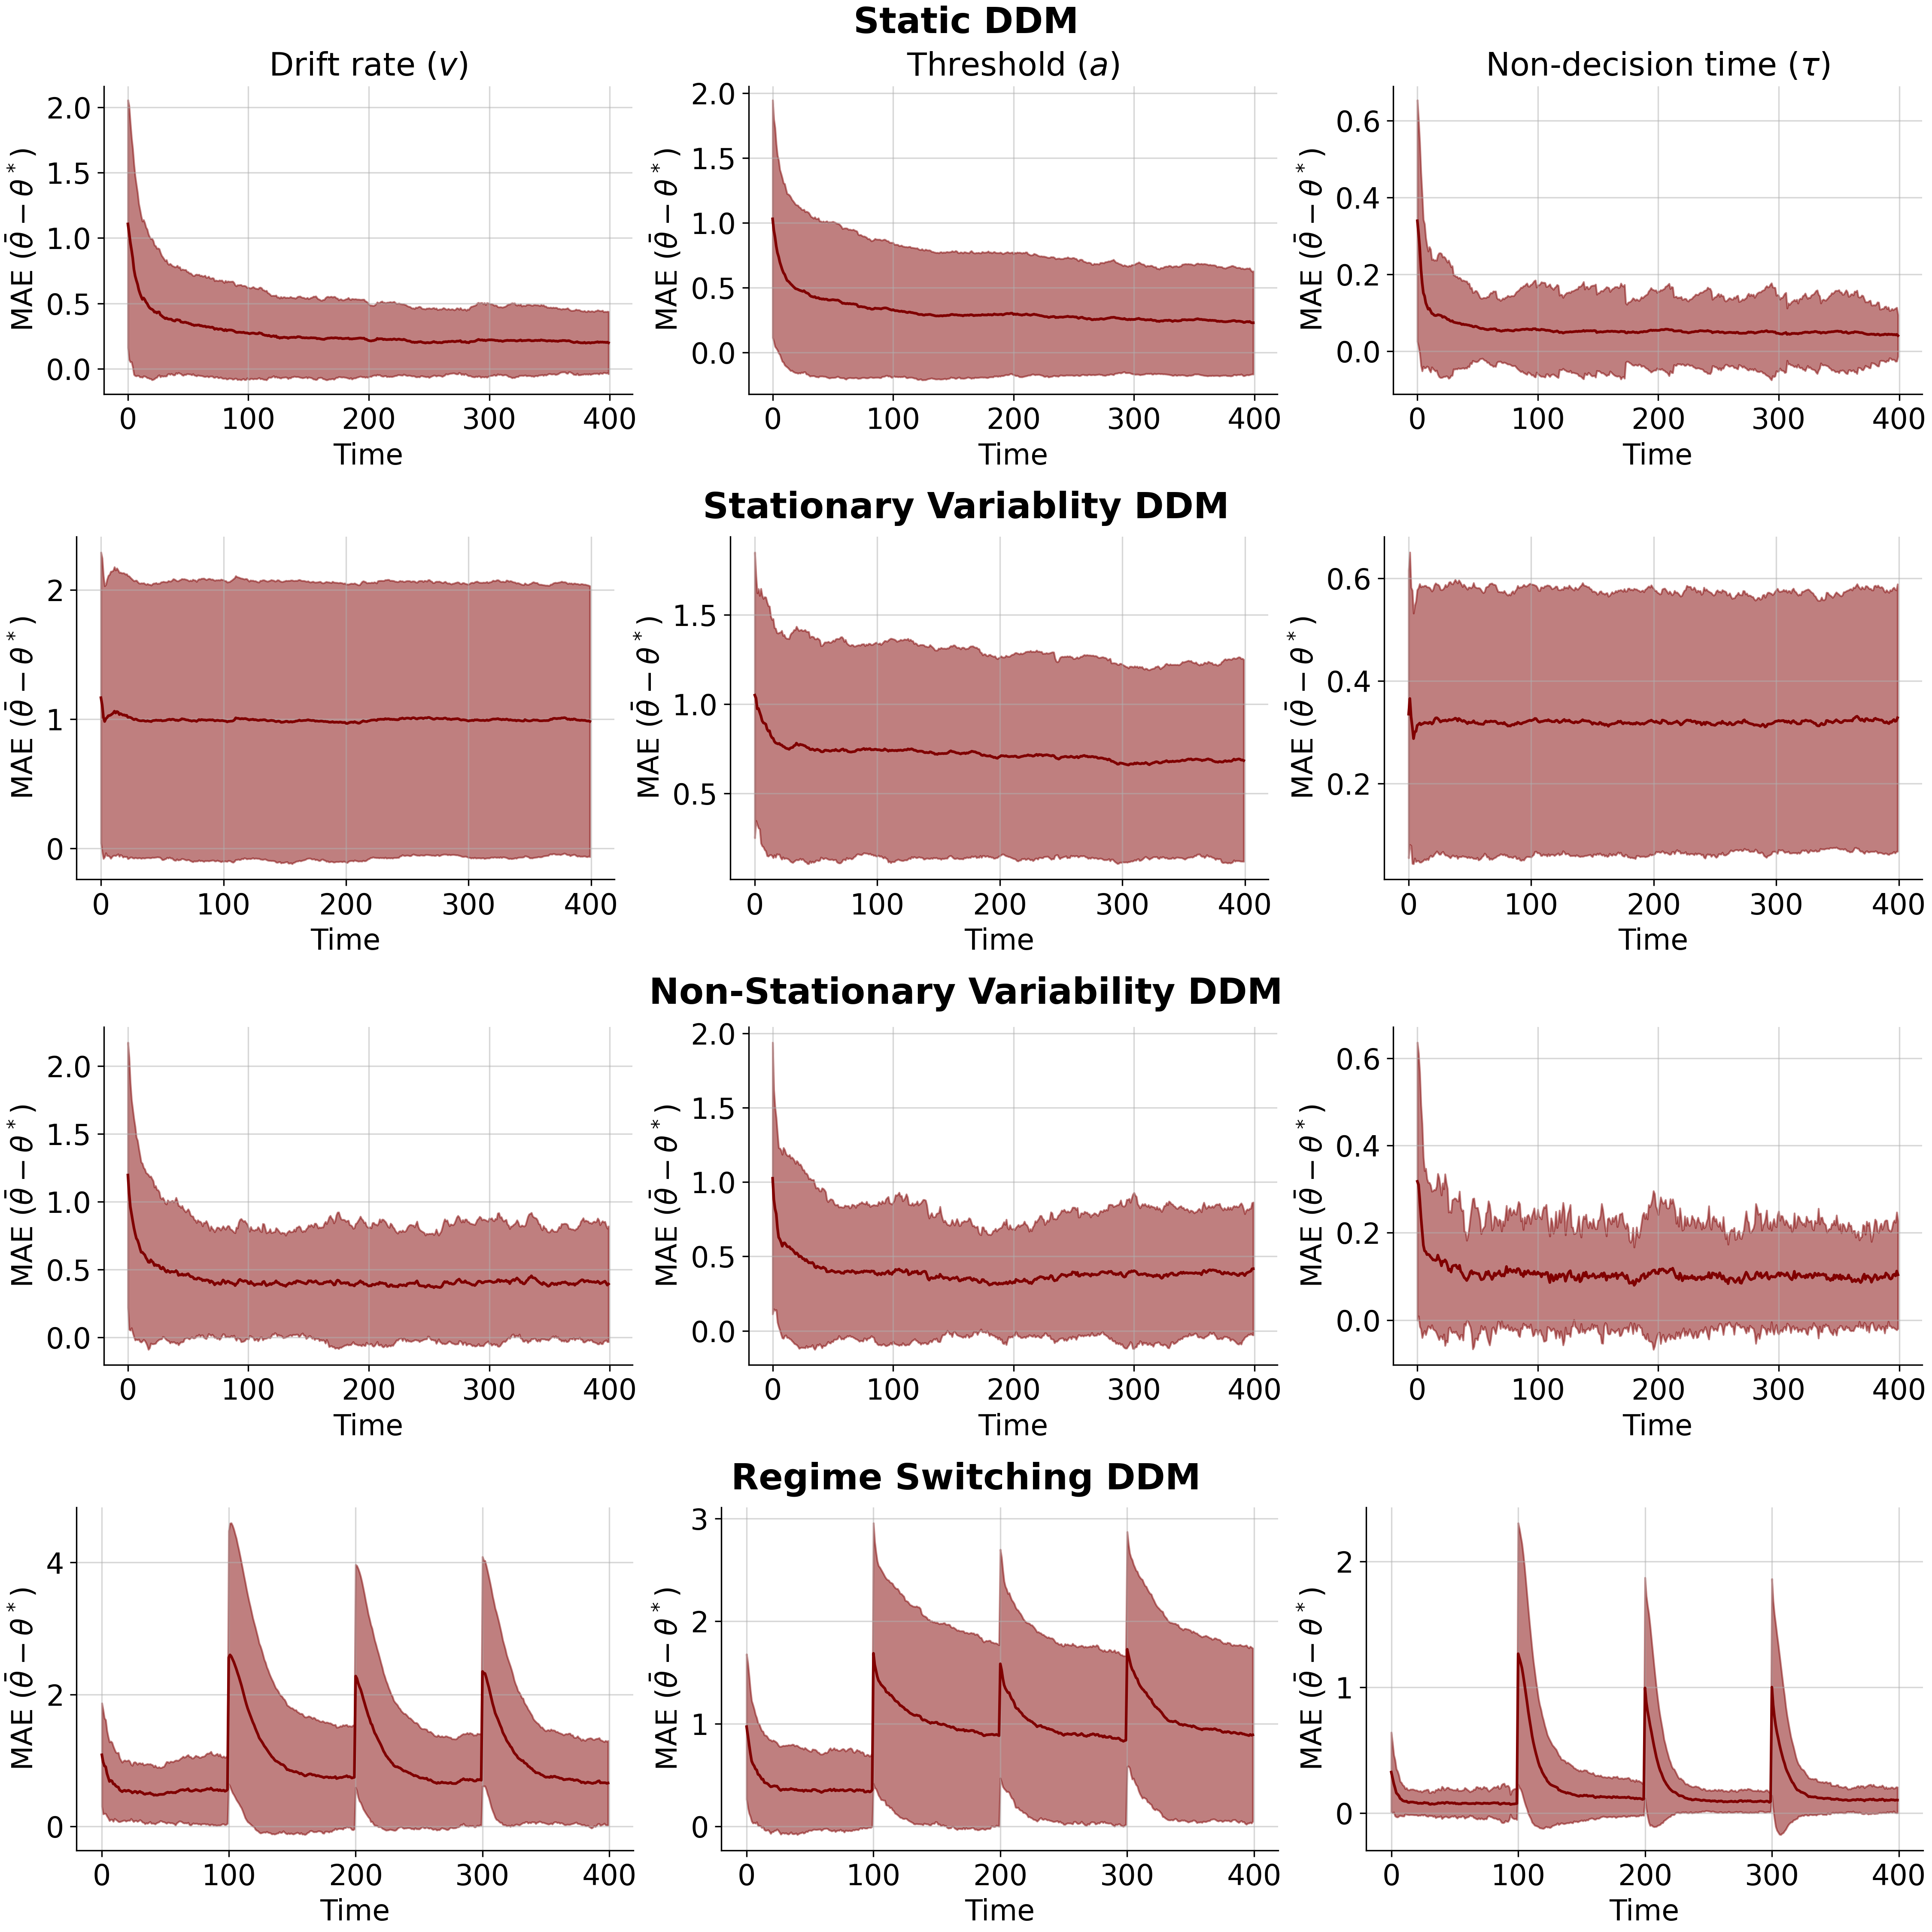 Static DDM
Drift rate (v)
Threshold (a)
Non-decision time (τ)
MAE (θ̄ − θ*)
2.0
1.5
1.0
0.5
0.0
0 100 200 300 400
Time
MAE (θ̄ − θ*)
2.0
1.5
1.0
0.5
0.0
0 100 200 300 400
Time
MAE (θ̄ − θ*)
0.6
0.4
0.2
0.0
0 100 200 300 400
Time
Stationary Variablity DDM
MAE (θ̄ − θ*)
2
1
0
0 100 200 300 400
Time
MAE (θ̄ − θ*)
1.5
1.0
0.5
0 100 200 300 400
Time
MAE (θ̄ − θ*)
0.6
0.4
0.2
0 100 200 300 400
Time
Non-Stationary Variability DDM
MAE (θ̄ − θ*)
2.0
1.5
1.0
0.5
0.0
0 100 200 300 400
Time
MAE (θ̄ − θ*)
2.0
1.5
1.0
0.5
0.0
0 100 200 300 400
Time
MAE (θ̄ − θ*)
0.6
0.4
0.2
0.0
0 100 200 300 400
Time
Regime Switching DDM
MAE (θ̄ − θ*)
4
2
0
0 100 200 300 400
Time
MAE (θ̄ − θ*)
3
2
1
0
0 100 200 300 400
Time
MAE (θ̄ − θ*)
2
1
0
0 100 200 300 400
Time